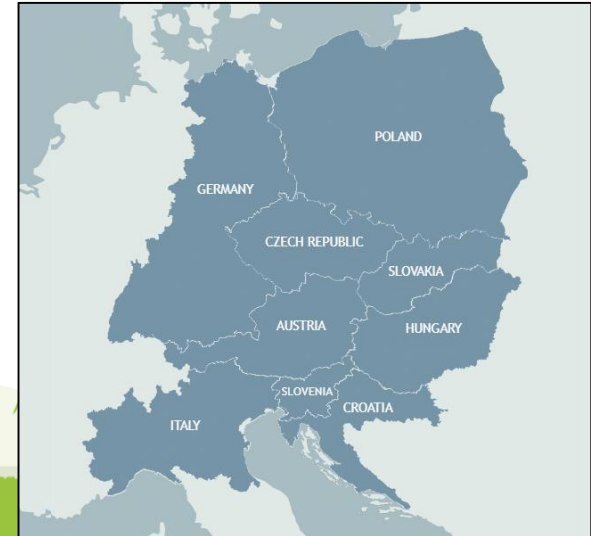 POLAND
GERMANY
CZECH REPUBLIC
SLOVAKIA
AUSTRIA
HUNGARY
SLOVENIA
CROATIA
ITALY